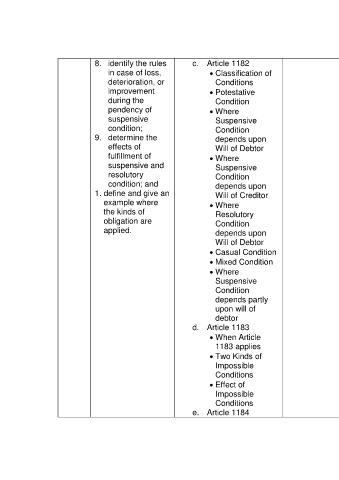 8. identify the rules
in case of loss,
deterioration, or
improvement
during the
pendency of
suspensive
condition;
9. determine the
effects of
fulfillment of
suspensive and
resolutory
condition; and
1. define and give an
example where
the kinds of
obligation are
applied.
c. Article 1182
• Classification of
Conditions
• Potestative
Condition
• Where
Suspensive
Condition
depends upon
Will of Debtor
• Where
Suspensive
Condition
depends upon
Will of Creditor
• Where
Resolutory
Condition
depends upon
Will of Debtor
• Casual Condition
• Mixed Condition
• Where
Suspensive
Condition
depends partly
upon will of
debtor
d. Article 1183
• When Article
1183 applies
• Two Kinds of
Impossible
Conditions
• Effect of
Impossible
Conditions
e. Article 1184